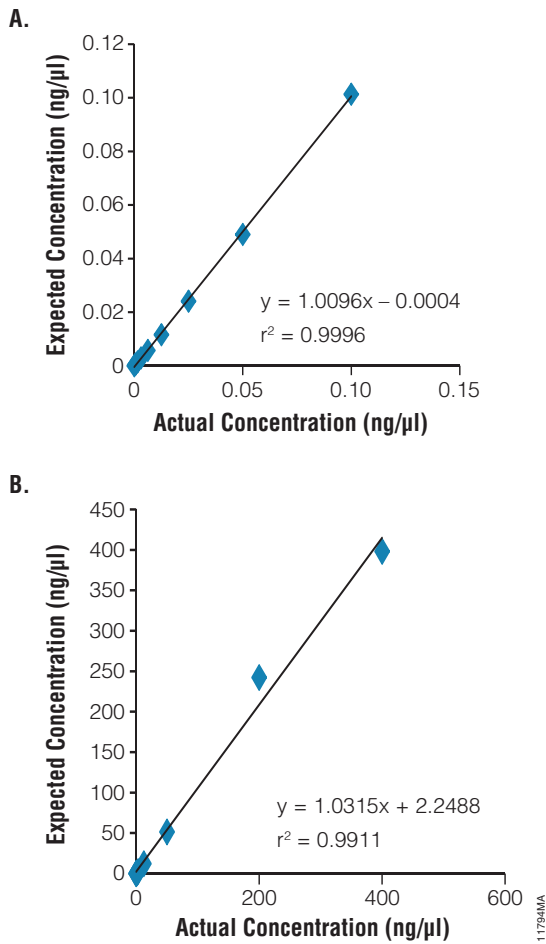 A.
Expected Concentration (ng/µl)
0.12
0.10
0.08
0.06
0.04
0.02
0
y = 1.0096x – 0.0004
r² = 0.9996
0
0.05
0.10
0.15
Actual Concentration (ng/µl)
B.
Expected Concentration (ng/µl)
450
400
350
300
250
200
150
100
50
0
y = 1.0315x + 2.2488
r² = 0.9911
0
200
400
600
Actual Concentration (ng/µl)
11794MA